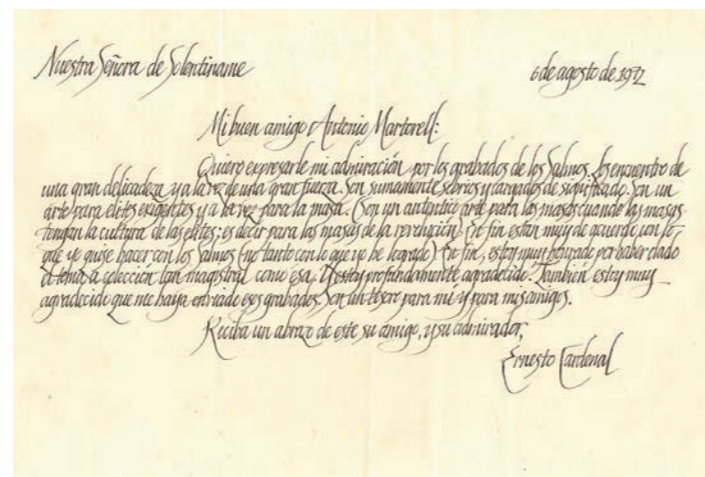 Nuestra Señora de Solentiname 6 de agosto de 1972
Mi buen amigo Antonio Martorell:
Quiero expresarle mi admiración por los grabados de los Salmos. Los encuentro de
una gran delicadeza y a la vez de una gran fuerza. Son sumamente sobrios y cargados de significado. Son un
arte para elites exigentes y a la vez para la masa. (Son un autentico arte para las masas cuando las masas
tengan la cultura de las elites: es decir para las masas de la revolución) En fin estan muy de acuerdo con lo
que yo quise hacer con los Salmos (no tanto con lo que yo he logrado) En fin, estoy muy honrado por haber dado
el tema a colección tan magistral como esa, y estoy profundamente agradecido. También estoy muy
agradecido que me haya enviado esos grabados. Son un tesoro para mí y para mis amigos.
Reciba un abrazo de este su amigo, y su admirador,
Ernesto Cardenal